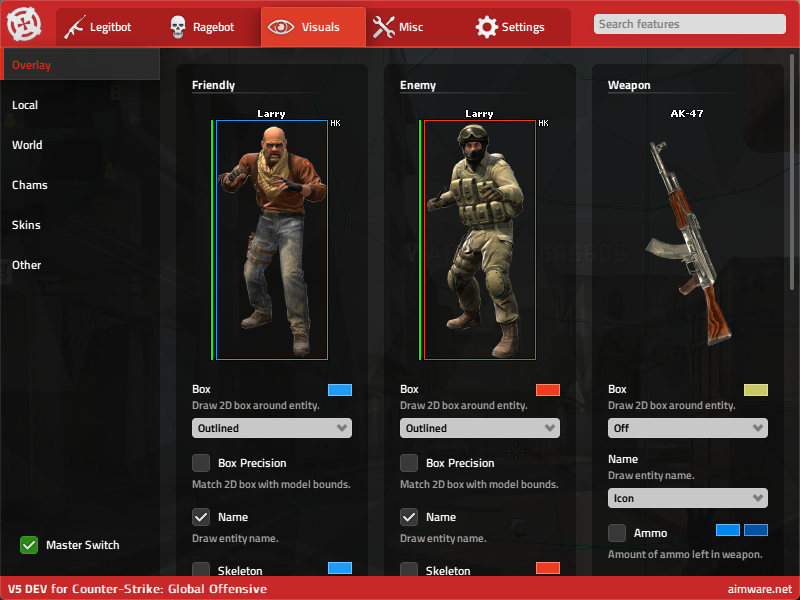 Legitbot
Ragebot
Visuals
Misc
Settings
Search features
Overlay
Local
World
Chams
Skins
Other
Master Switch
Friendly
Larry
HK
Box
Draw 2D box around entity.
Outlined
Box Precision
Match 2D box with model bounds.
Name
Draw entity name.
Skeleton
Enemy
Larry
HK
Box
Draw 2D box around entity.
Outlined
Box Precision
Match 2D box with model bounds.
Name
Draw entity name.
Skeleton
Weapon
AK-47
Box
Draw 2D box around entity.
Off
Name
Draw entity name.
Icon
Ammo
Amount of ammo left in weapon.
V5 DEV for Counter-Strike: Global Offensive
aimware.net